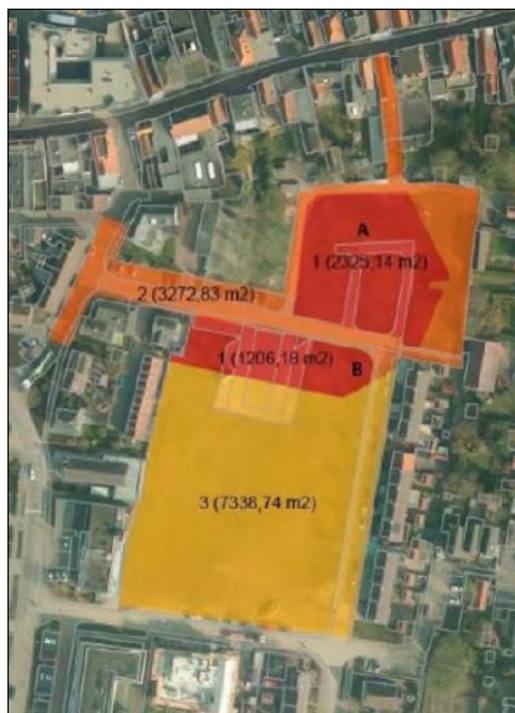 A
1 (2325,14 m2)
2 (3272,83 m2)
1 (1206,18 m2)
B
3 (7338,74 m2)